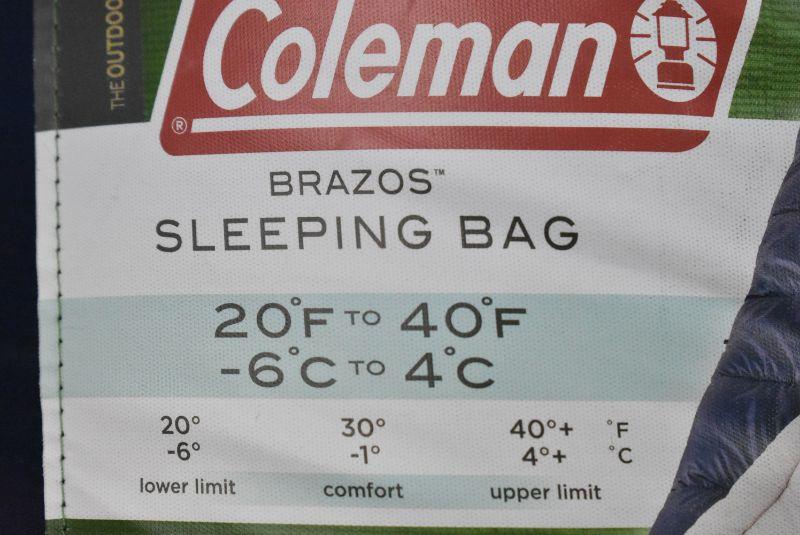 THE OUTDOO
Coleman
®
BRAZOS™
SLEEPING BAG
20°F TO 40°F
-6°C TO 4°C
20° 30° 40°+ °F
-6° -1° 4°+ °C
lower limit comfort upper limit